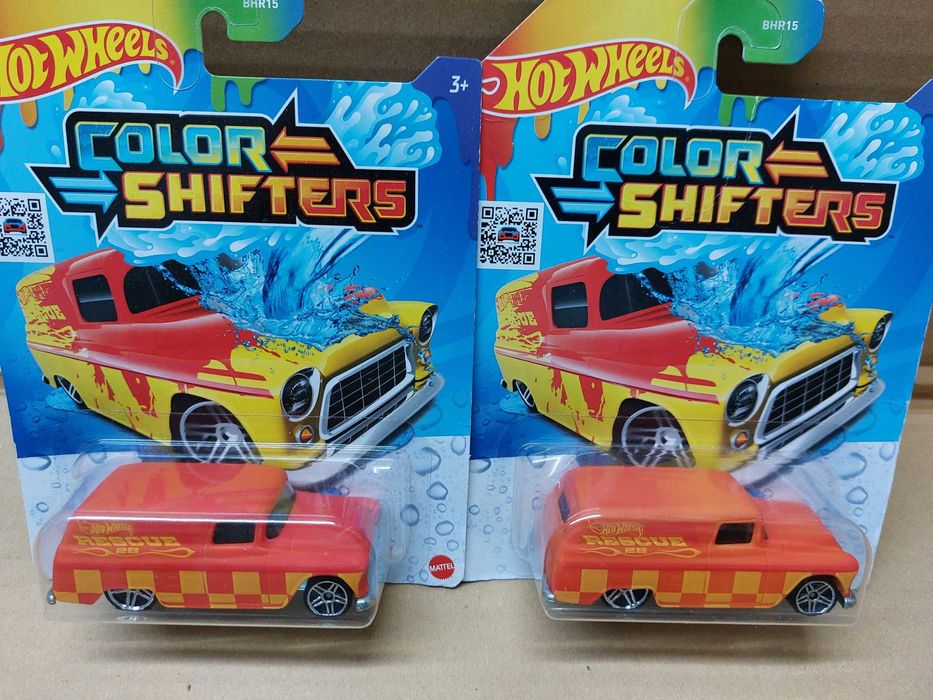 BHR15
HOT WHEELS
3+
COLOR
SHIFTERS
RESCUE
HOT WHEELS
RESCUE
28
MATTEL
BHR15
HOT WHEELS
COLOR
SHIFTERS
HOT WHEELS
RESCUE
28